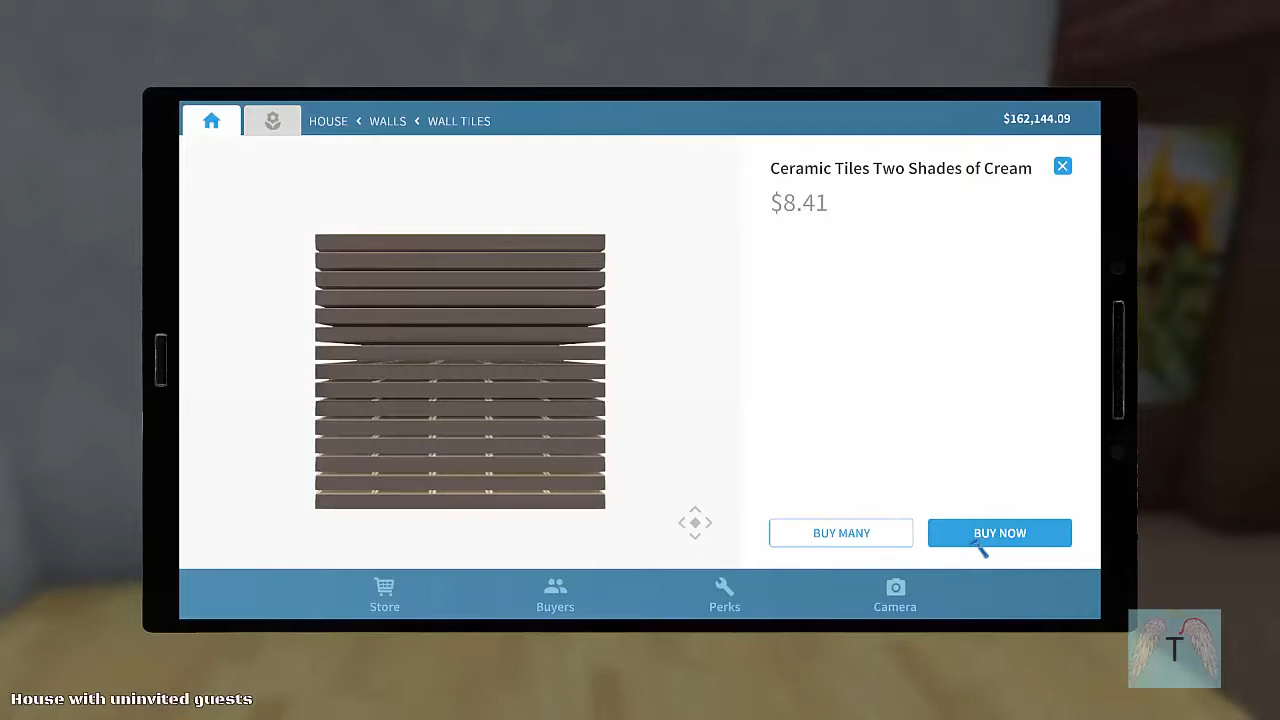 HOUSE < WALLS < WALL TILES
$162,144.09
Ceramic Tiles Two Shades of Cream
$8.41
BUY MANY
BUY NOW
Store
Buyers
Perks
Camera
T
House with uninvited guests